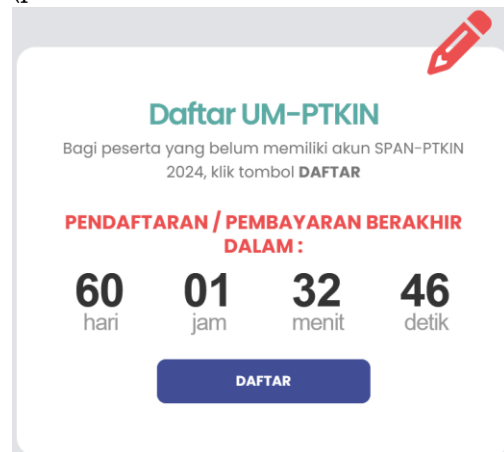 Daftar UM-PTKIN
Bagi peserta yang belum memiliki akun SPAN-PTKIN
2024, klik tombol DAFTAR
PENDAFTARAN / PEMBAYARAN BERAKHIR
DALAM :
60 01 32 46
hari jam menit detik
DAFTAR